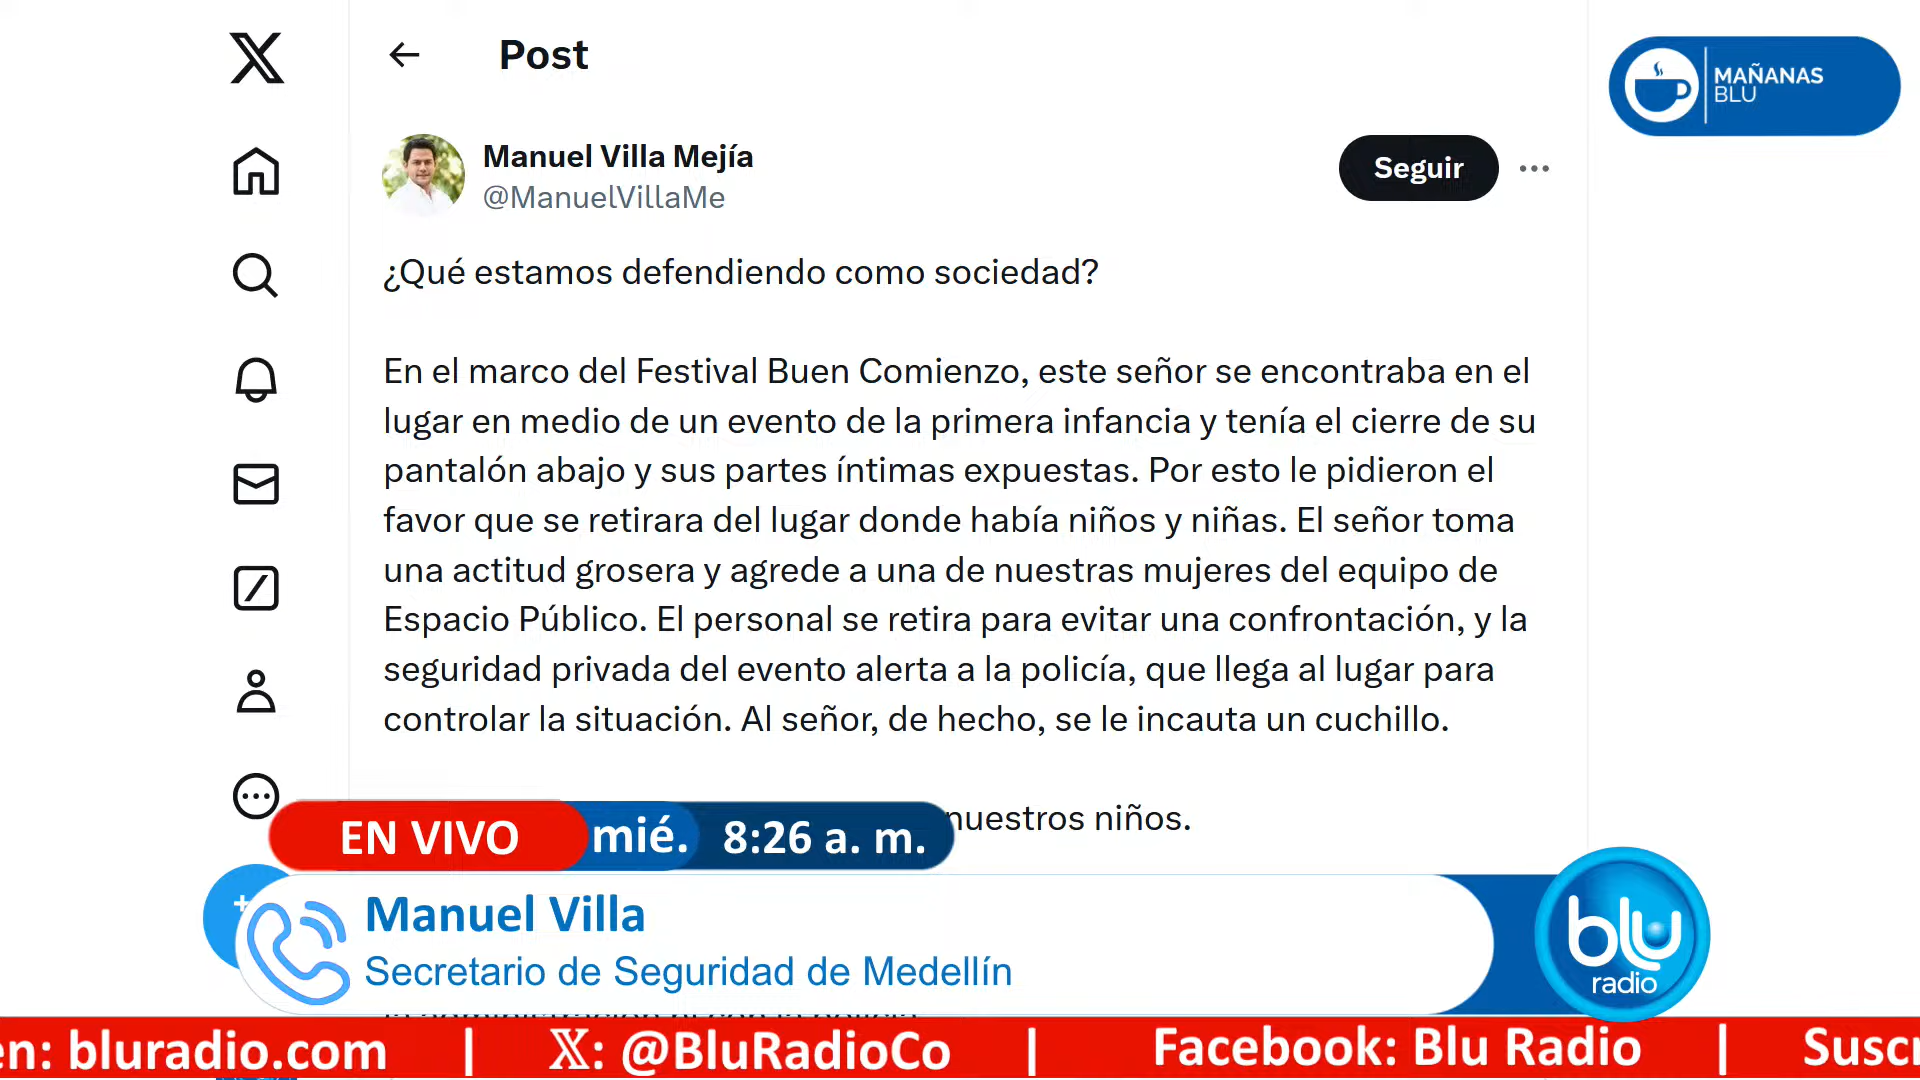 Post
MAÑANAS
BLU
Manuel Villa Mejía
@ManuelVillaMe
Seguir
¿Qué estamos defendiendo como sociedad?
En el marco del Festival Buen Comienzo, este señor se encontraba en el
lugar en medio de un evento de la primera infancia y tenía el cierre de su
pantalón abajo y sus partes íntimas expuestas. Por esto le pidieron el
favor que se retirara del lugar donde había niños y niñas. El señor toma
una actitud grosera y agrede a una de nuestras mujeres del equipo de
Espacio Público. El personal se retira para evitar una confrontación, y la
seguridad privada del evento alerta a la policía, que llega al lugar para
controlar la situación. Al señor, de hecho, se le incauta un cuchillo.
nuestros niños.
EN VIVO mié. 8:26 a. m.
Manuel Villa
Secretario de Seguridad de Medellín
blu
radio
en: bluradio.com | X: @BluRadioCo | Facebook: Blu Radio | Suscr